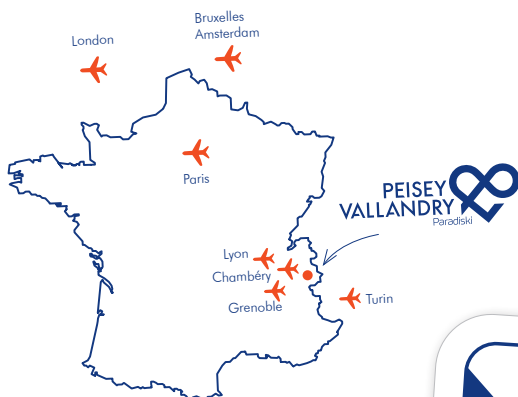 Bruxelles
Amsterdam
London
Paris
PEISEY
VALLANDRY
Paradiski
Lyon
Chambéry
Grenoble
Turin